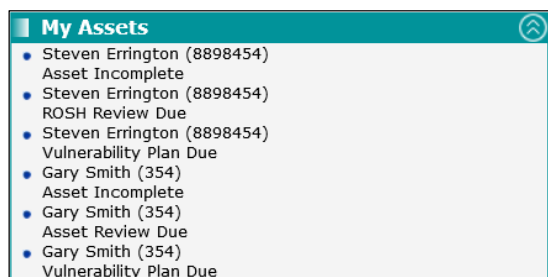 My Assets
Steven Errington (8898454)
Asset Incomplete
Steven Errington (8898454)
ROSH Review Due
Steven Errington (8898454)
Vulnerability Plan Due
Gary Smith (354)
Asset Incomplete
Gary Smith (354)
Asset Review Due
Gary Smith (354)
Vulnerability Plan Due